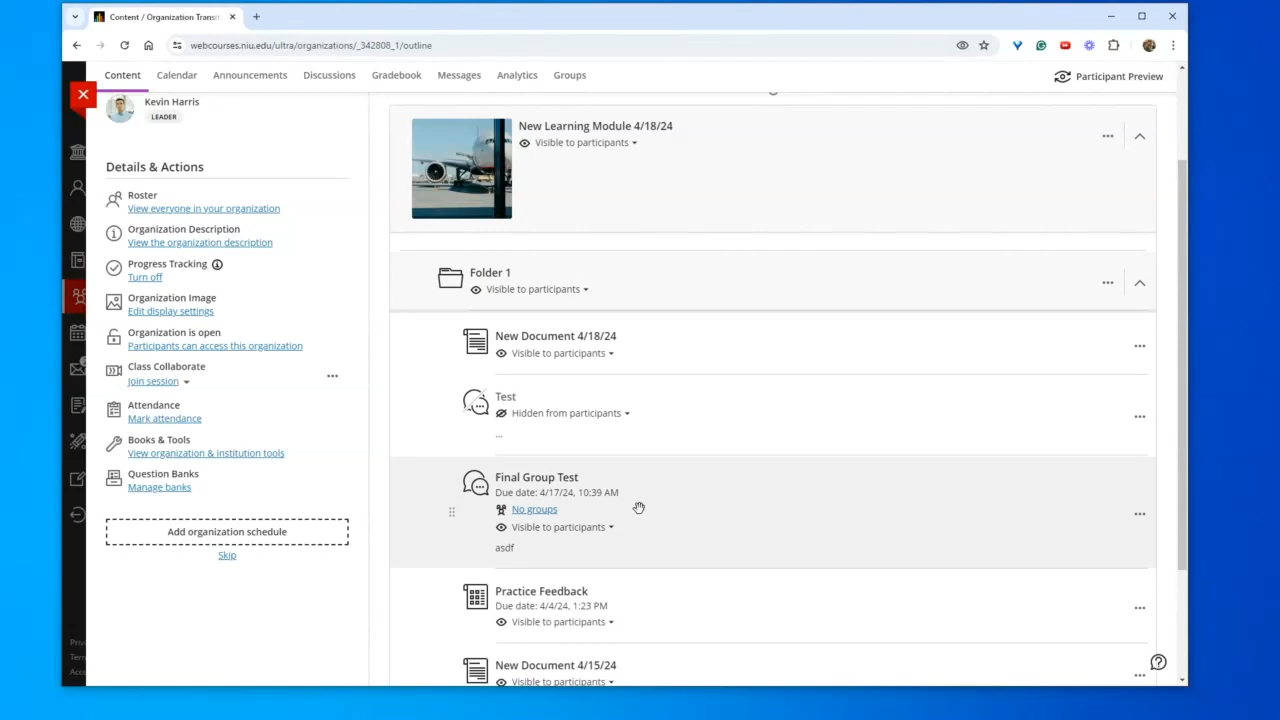 Content / Organization Transi
webcourses.niu.edu/ultra/organizations/_342808_1/outline
Content
Calendar
Announcements
Discussions
Gradebook
Messages
Analytics
Groups
Participant Preview
Kevin Harris
LEADER
Details & Actions
Roster
View everyone in your organization
Organization Description
View the organization description
Progress Tracking
Turn off
Organization Image
Edit display settings
Organization is open
Participants can access this organization
Class Collaborate
Join session
Attendance
Mark attendance
Books & Tools
View organization & institution tools
Question Banks
Manage banks
Add organization schedule
Skip
Priv
Term
Acce
New Learning Module 4/18/24
Visible to participants
Folder 1
Visible to participants
New Document 4/18/24
Visible to participants
Test
Hidden from participants
...
Final Group Test
Due date: 4/17/24, 10:39 AM
No groups
Visible to participants
asdf
Practice Feedback
Due date: 4/4/24, 1:23 PM
Visible to participants
New Document 4/15/24
Visible to participants